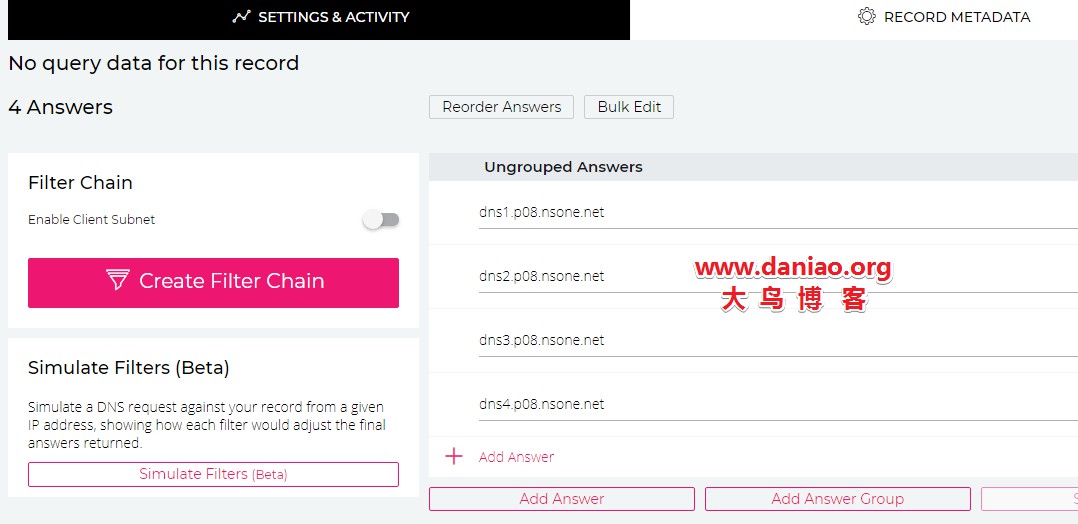 SETTINGS & ACTIVITY
RECORD METADATA
No query data for this record
4 Answers
Reorder Answers
Bulk Edit
Filter Chain
Enable Client Subnet
Create Filter Chain
Simulate Filters (Beta)
Simulate a DNS request against your record from a given
IP address, showing how each filter would adjust the final
answers returned.
Simulate Filters (Beta)
Ungrouped Answers
dns1.p08.nsone.net
dns2.p08.nsone.net
www.daniao.org
大鸟博客
dns3.p08.nsone.net
dns4.p08.nsone.net
Add Answer
Add Answer
Add Answer Group